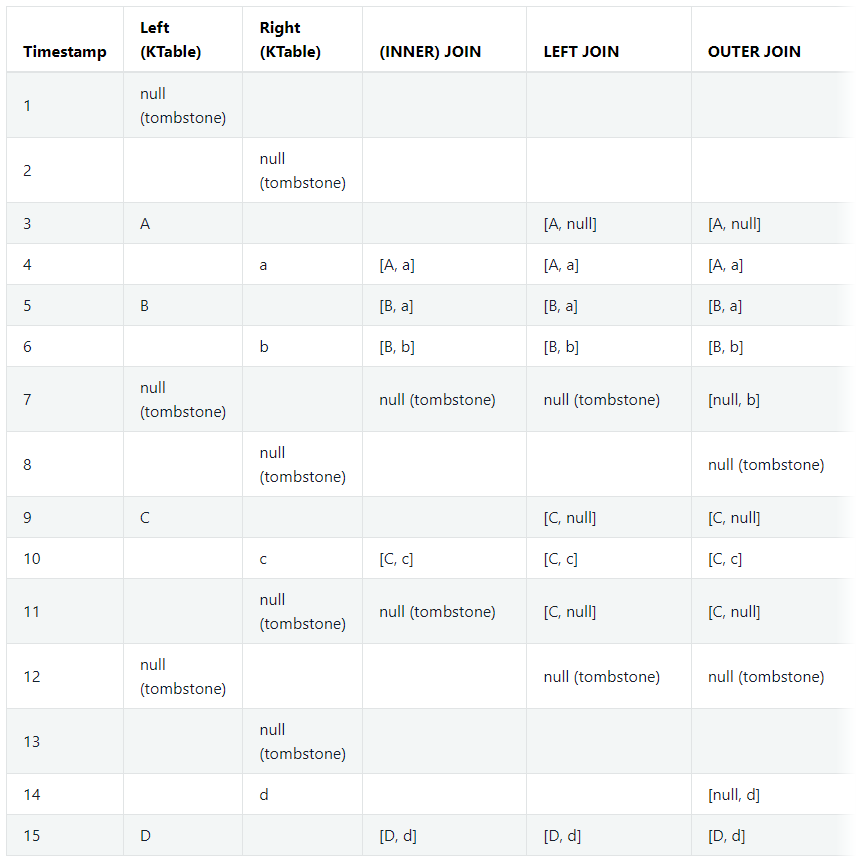 Timestamp Left (KTable) Right (KTable) (INNER) JOIN LEFT JOIN OUTER JOIN
1 null (tombstone)
2 null (tombstone)
3 A [A, null] [A, null]
4 a [A, a] [A, a] [A, a]
5 B [B, a] [B, a] [B, a]
6 b [B, b] [B, b] [B, b]
7 null (tombstone) null (tombstone) null (tombstone) [null, b]
8 null (tombstone) null (tombstone)
9 C [C, null] [C, null]
10 c [C, c] [C, c] [C, c]
11 null (tombstone) null (tombstone) [C, null] [C, null]
12 null (tombstone) null (tombstone) null (tombstone)
13 null (tombstone)
14 d [null, d]
15 D [D, d] [D, d] [D, d]